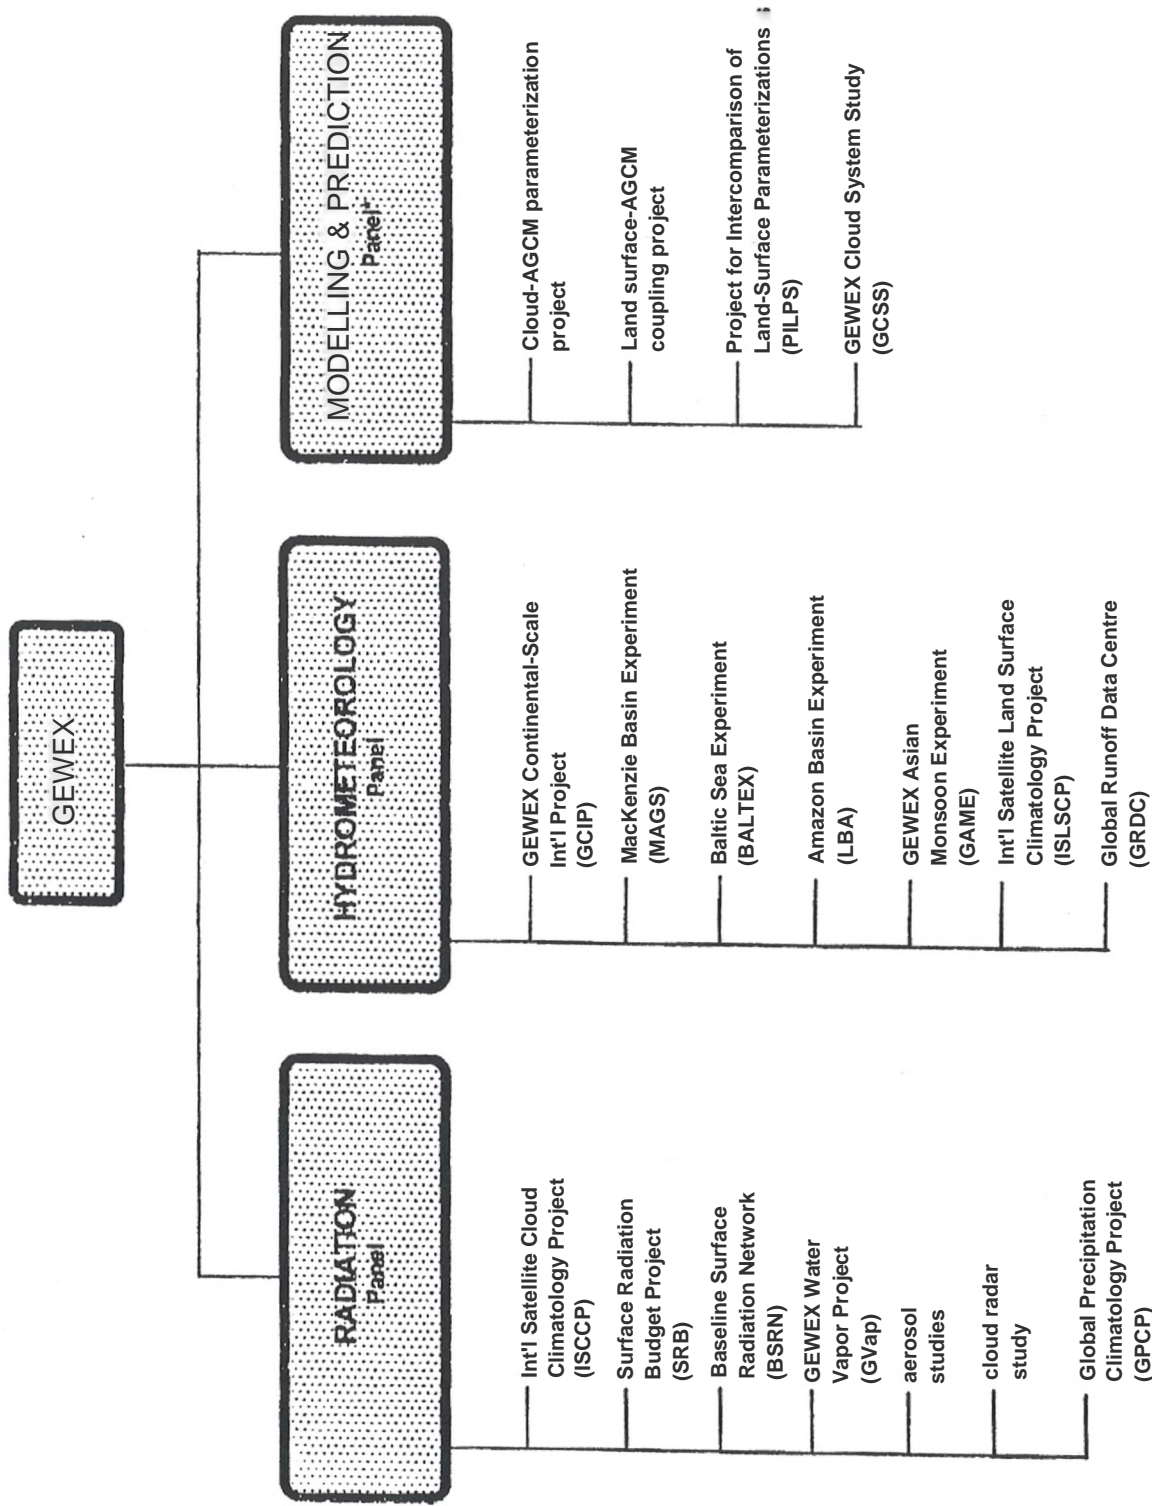 GEWEX
RADIATION
Panel
Int'l Satellite Cloud
Climatology Project
(ISCCP)
Surface Radiation
Budget Project
(SRB)
Baseline Surface
Radiation Network
(BSRN)
GEWEX Water
Vapor Project
(GVap)
aerosol
studies
cloud radar
study
Global Precipitation
Climatology Project
(GPCP)
HYDROMETEOROLOGY
Panel
GEWEX Continental-Scale
Int'l Project
(GCIP)
MacKenzie Basin Experiment
(MAGS)
Baltic Sea Experiment
(BALTEX)
Amazon Basin Experiment
(LBA)
GEWEX Asian
Monsoon Experiment
(GAME)
Int'l Satellite Land Surface
Climatology Project
(ISLSCP)
Global Runoff Data Centre
(GRDC)
MODELLING & PREDICTION
Panel*
Cloud-AGCM parameterization
project
Land surface-AGCM
coupling project
Project for Intercomparison of
Land-Surface Parameterizations
(PILPS)
GEWEX Cloud System Study
(GCSS)